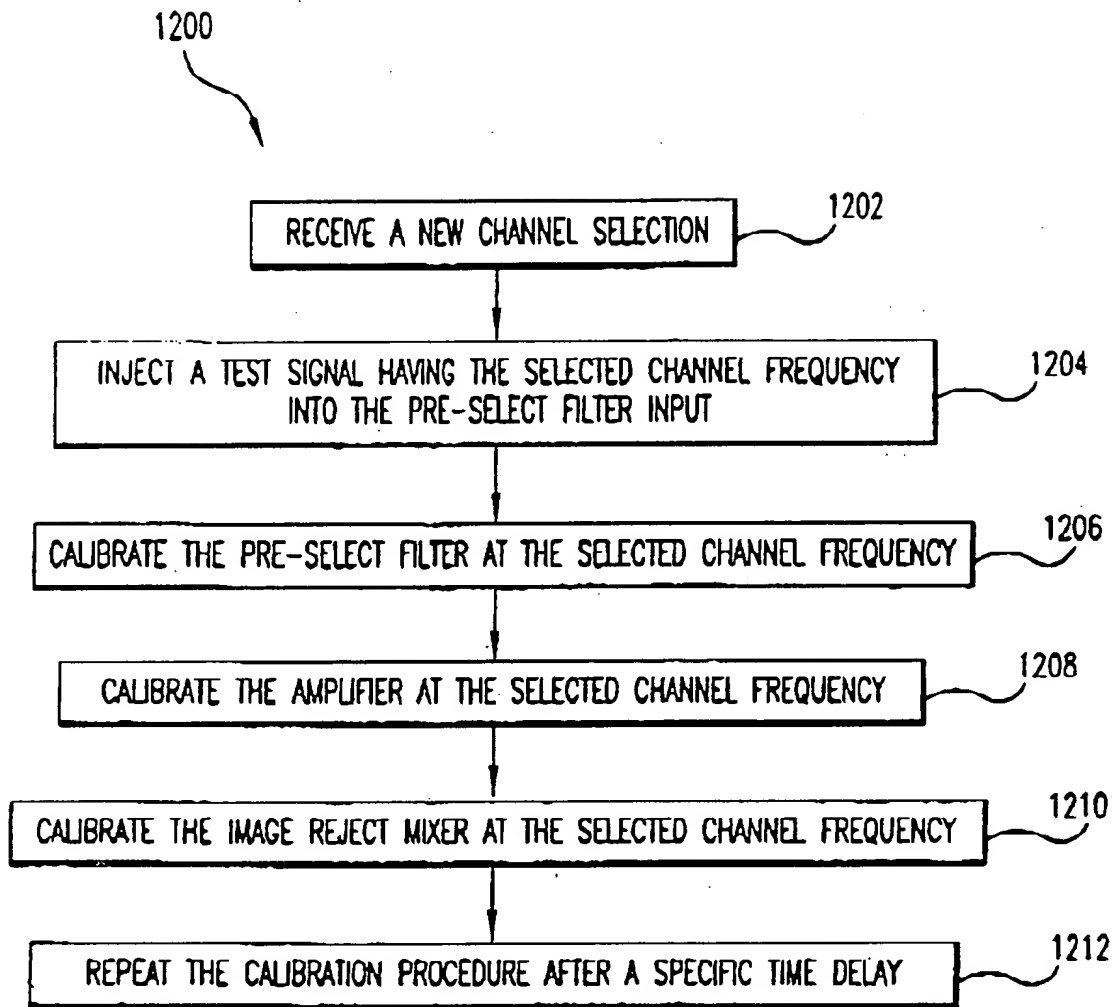 1200
RECEIVE A NEW CHANNEL SELECTION
1202
INJECT A TEST SIGNAL HAVING THE SELECTED CHANNEL FREQUENCY
INTO THE PRE-SELECT FILTER INPUT
1204
CALIBRATE THE PRE-SELECT FILTER AT THE SELECTED CHANNEL FREQUENCY
1206
CALIBRATE THE AMPLIFIER AT THE SELECTED CHANNEL FREQUENCY
1208
CALIBRATE THE IMAGE REJECT MIXER AT THE SELECTED CHANNEL FREQUENCY
1210
REPEAT THE CALIBRATION PROCEDURE AFTER A SPECIFIC TIME DELAY
1212